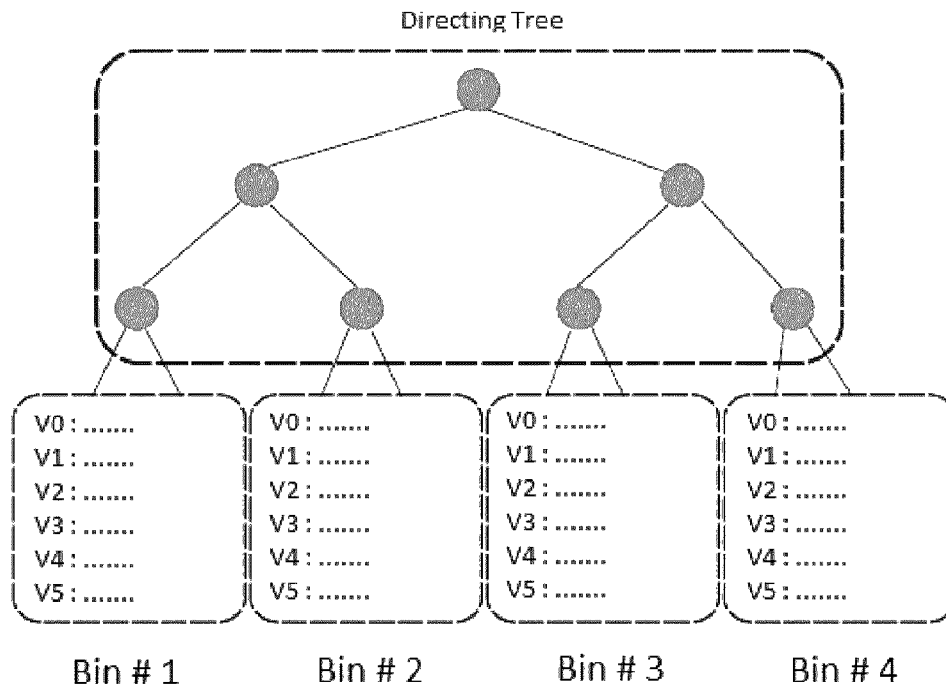 Directing Tree
V0 : .......
V1 : .......
V2 : .......
V3 : .......
V4 : .......
V5 : .......
V0 : .......
V1 : .......
V2 : .......
V3 : .......
V4 : .......
V5 : .......
V0 : .......
V1 : .......
V2 : .......
V3 : .......
V4 : .......
V5 : .......
V0 : .......
V1 : .......
V2 : .......
V3 : .......
V4 : .......
V5 : .......
Bin # 1
Bin # 2
Bin # 3
Bin # 4